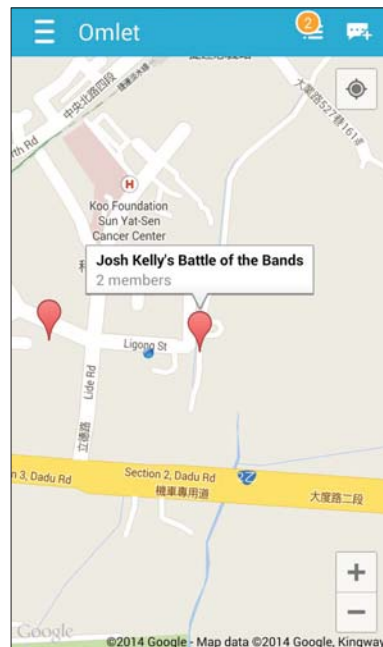 Omlet
2
中央北路四段
大業路527巷161弄
rth Rd
H
Koo Foundation
Sun Yat-Sen
Cancer Center
Josh Kelly's Battle of the Bands
2 members
Ligong St
Lide Rd
立德路
n 3, Dadu Rd
Section 2, Dadu Rd
機車專用道
大度路二段
+
−
Google
©2014 Google - Map data ©2014 Google, Kingway